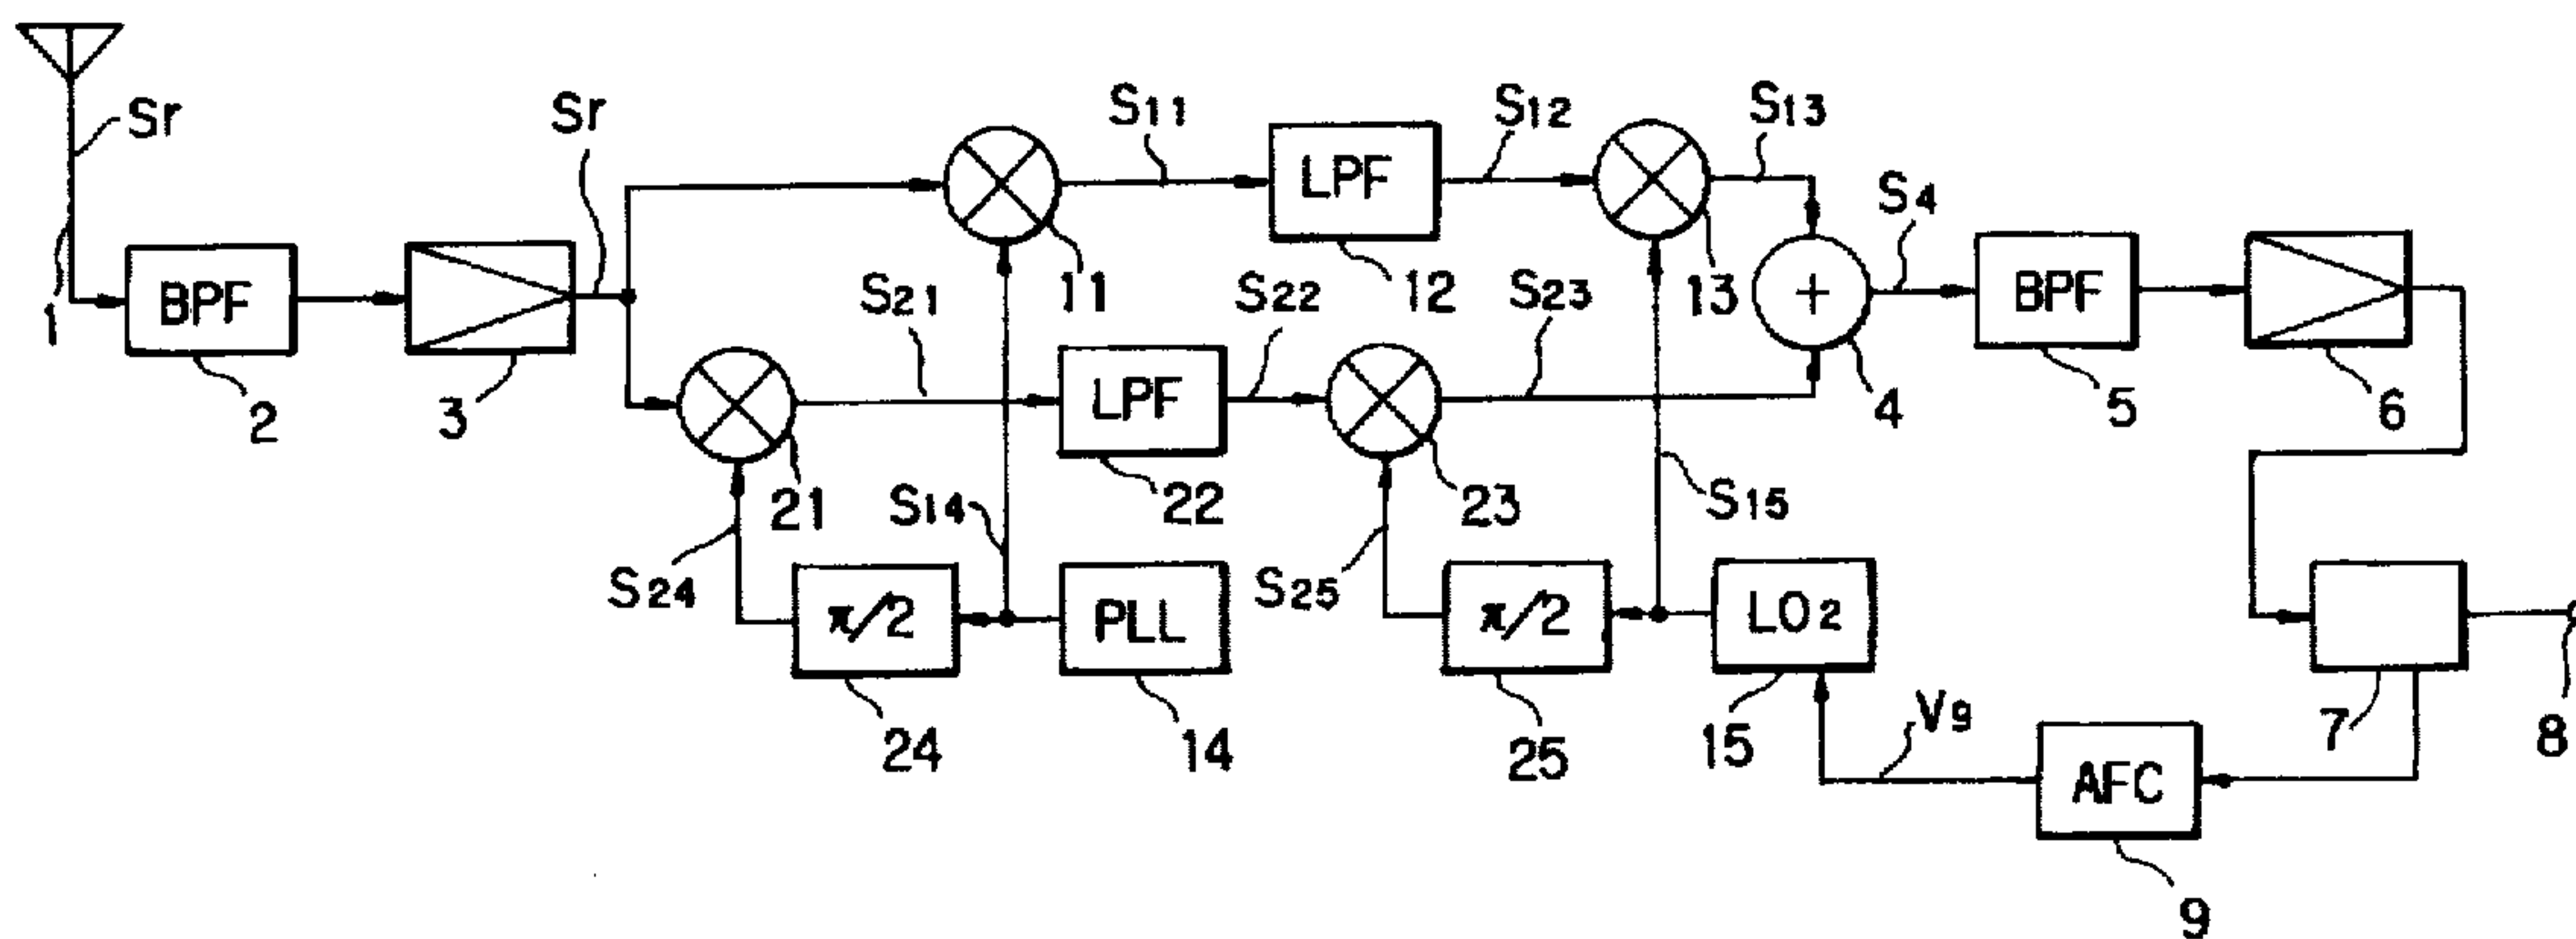 Sr
Sr
S11
LPF
S12
S13
S4
BPF
BPF
1
2
3
11
12
13
4
5
6
S21
LPF
S22
S23
21
22
23
S14
S24
S15
S25
π/2
PLL
π/2
LO2
24
14
25
15
V9
AFC
7
8
9